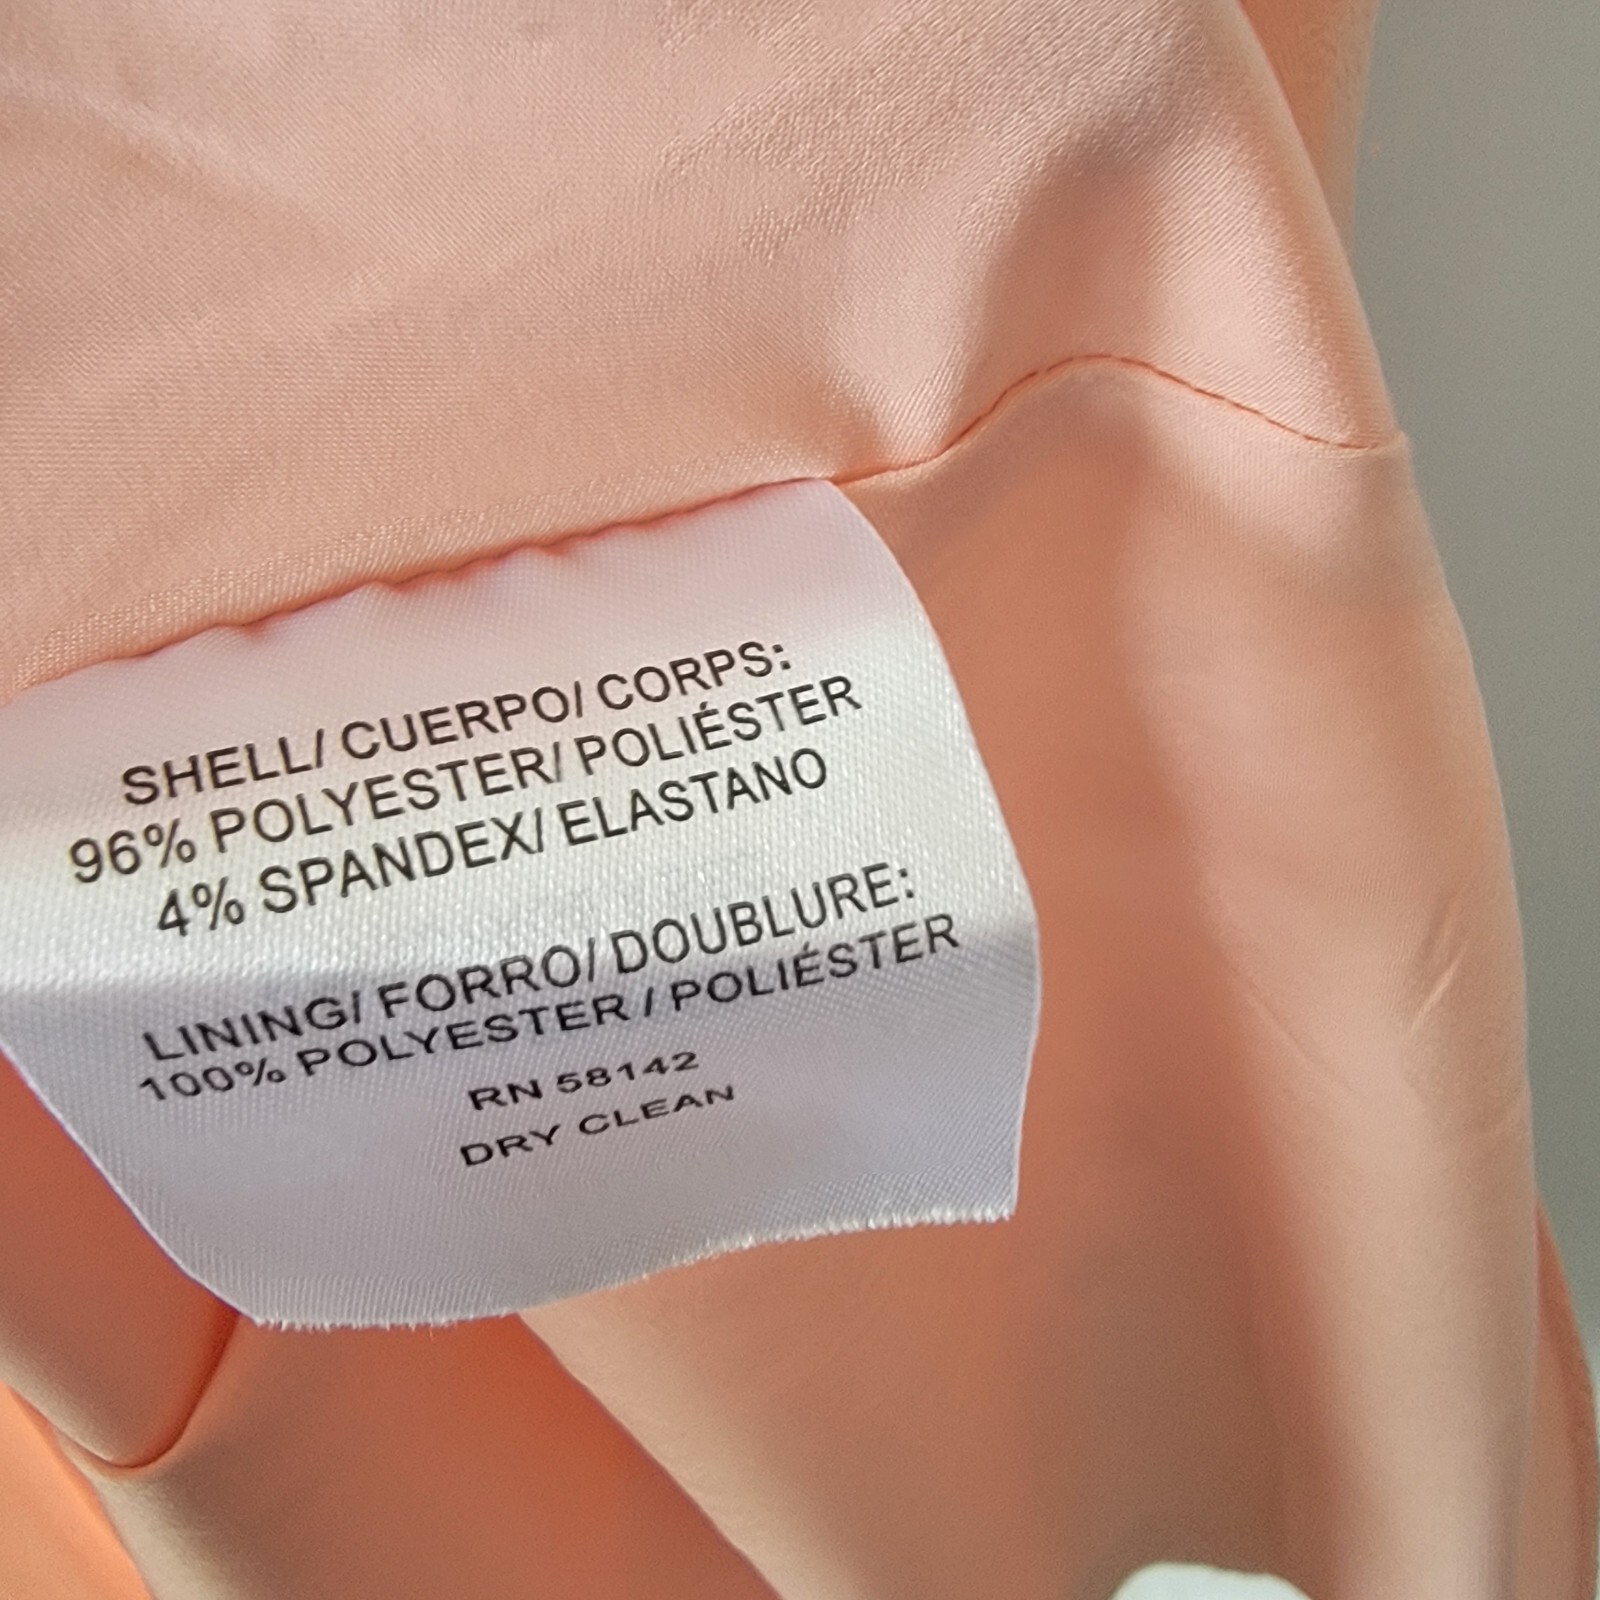 SHELL/ CUERPO/ CORPS:
96% POLYESTER/ POLIÉSTER
4% SPANDEX/ ELASTANO
LINING/ FORRO/ DOUBLURE:
100% POLYESTER / POLIÉSTER
RN 58142
DRY CLEAN